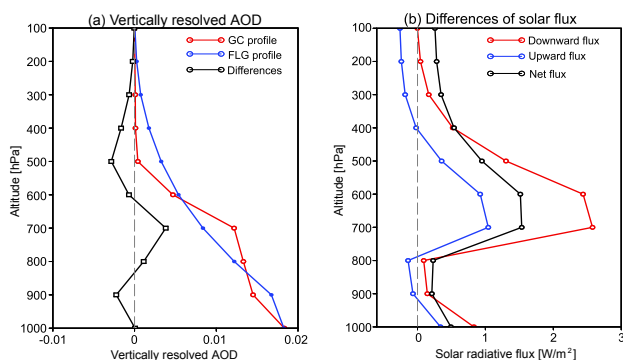 (a) Vertically resolved AOD
GC profile
FLG profile
Differences
Altitude [hPa]
100
200
300
400
500
600
700
800
900
1000
-0.01 0 0.01 0.02
Vertically resolved AOD
(b) Differences of solar flux
Downward flux
Upward flux
Net flux
Altitude [hPa]
100
200
300
400
500
600
700
800
900
1000
0 1 2 3
Solar radiative flux [W/m²]